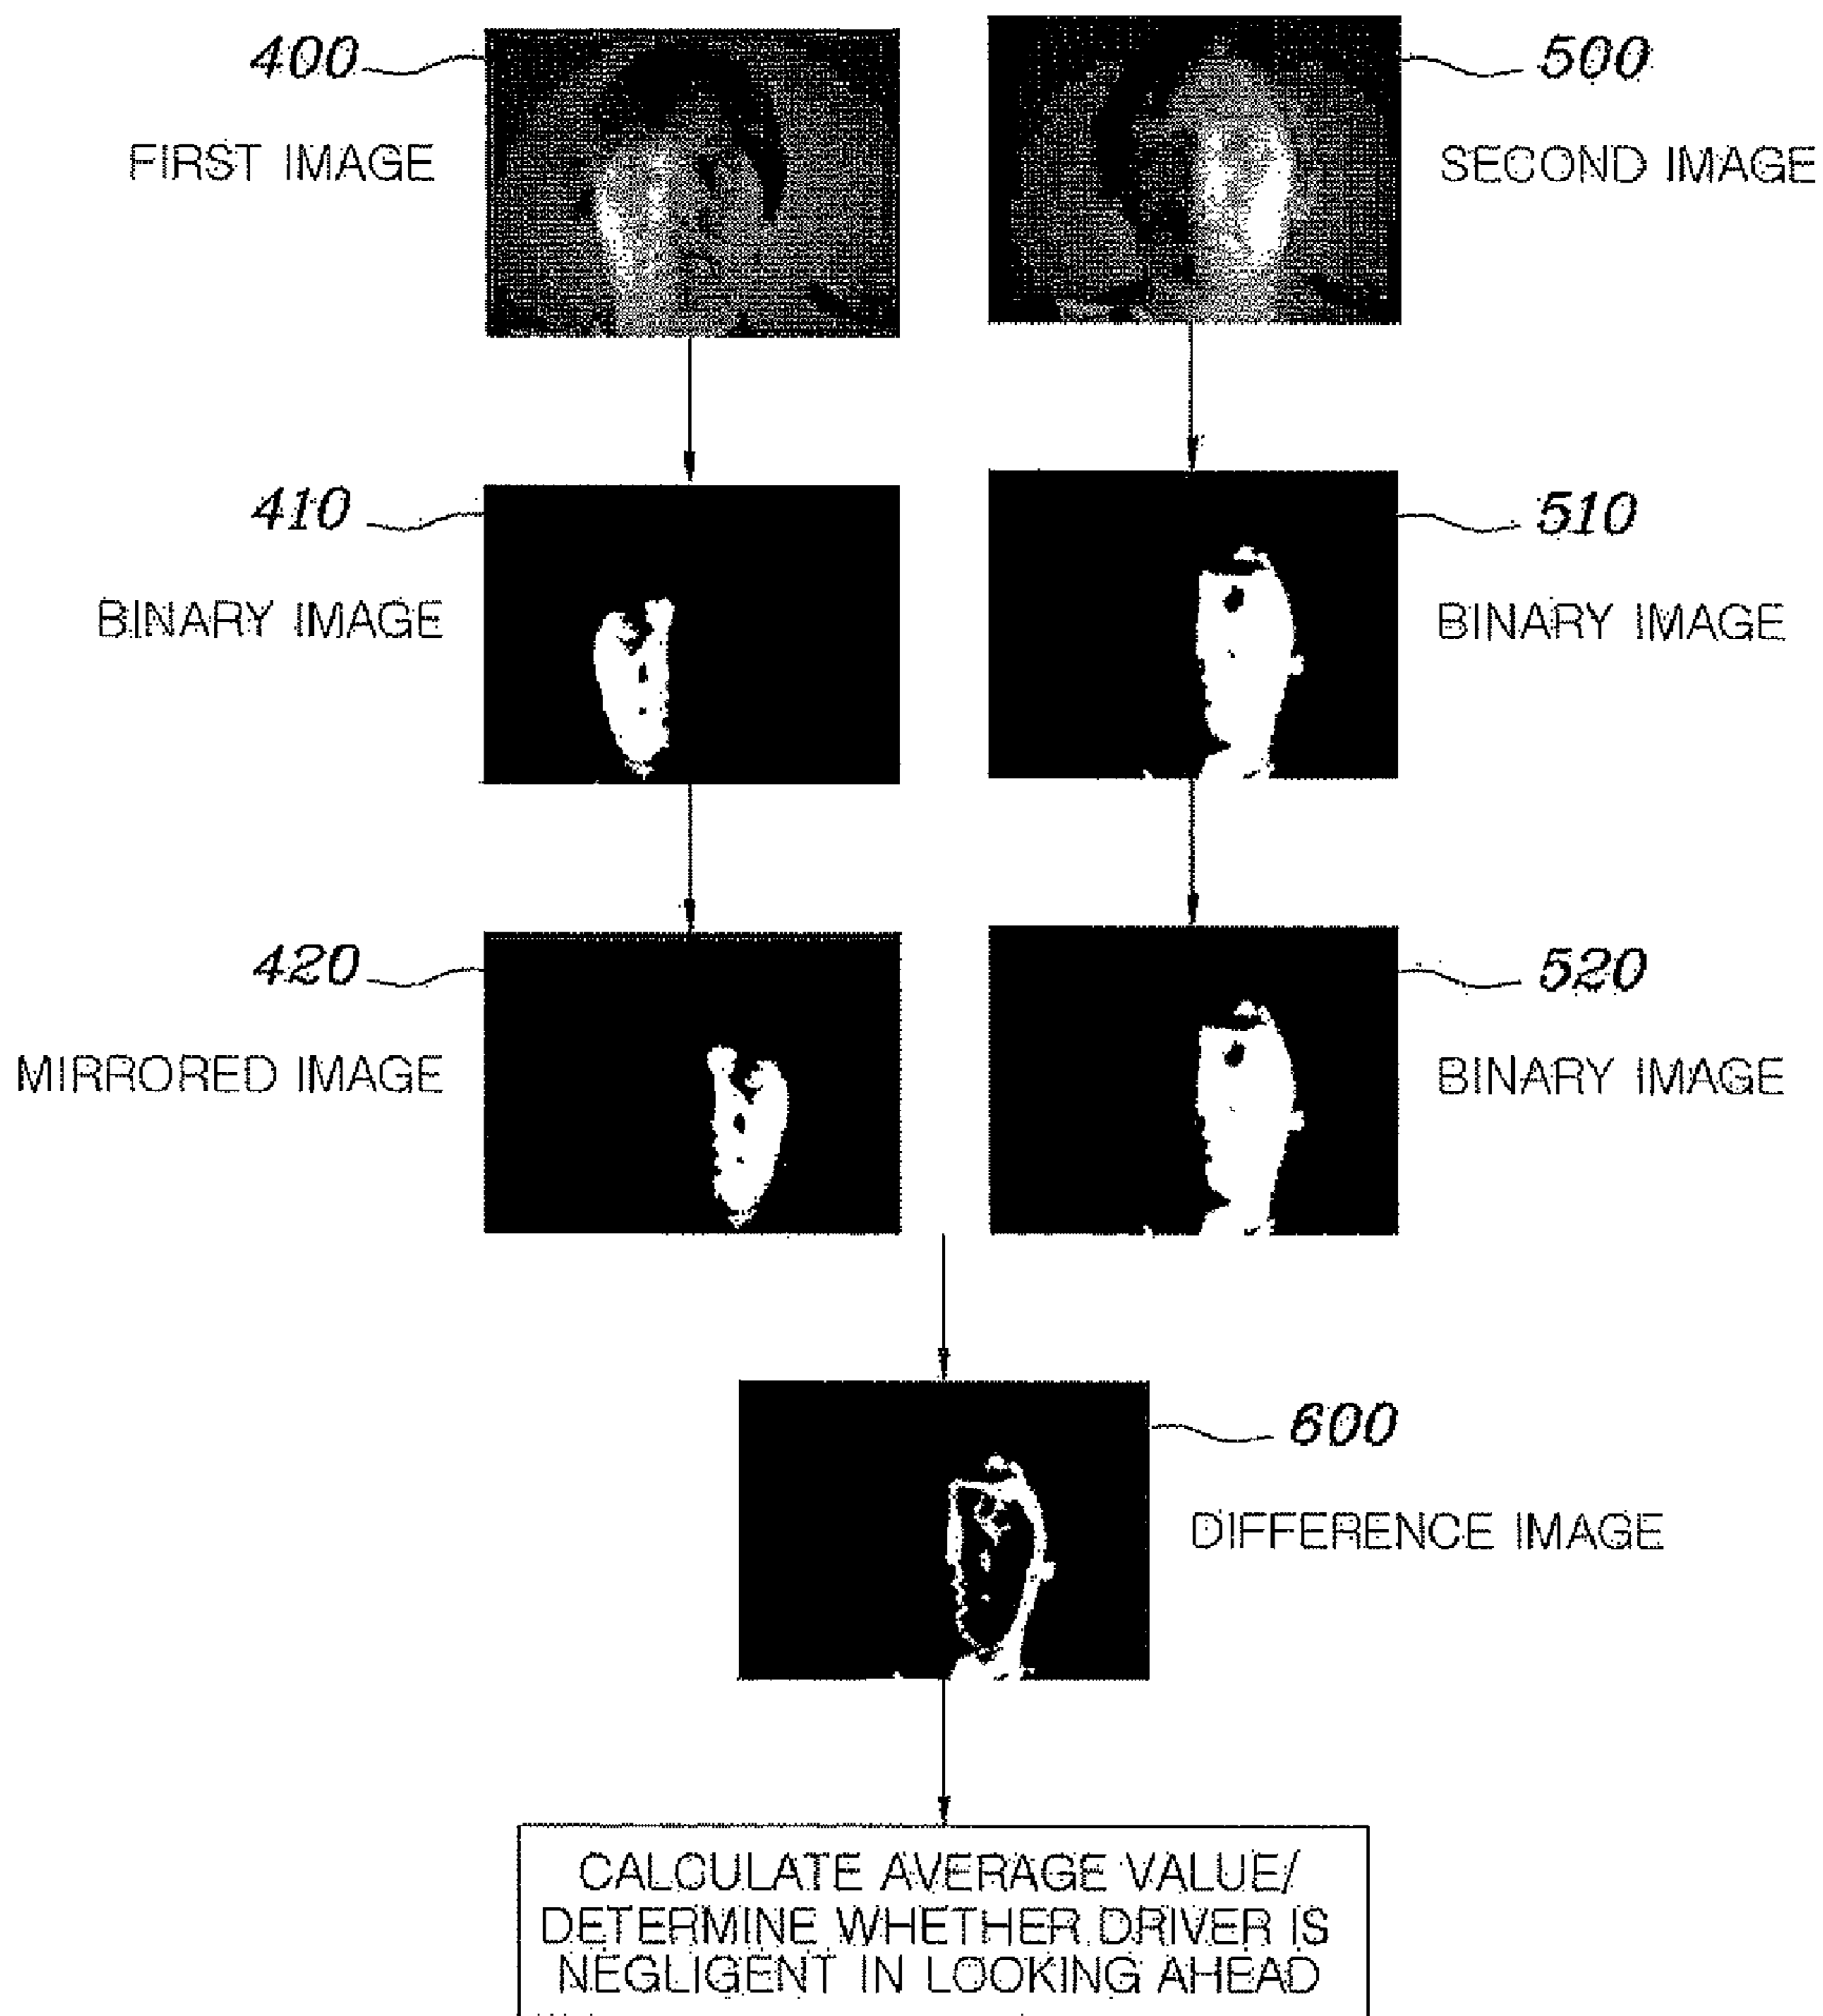 400
500
FIRST IMAGE
SECOND IMAGE
410
510
BINARY IMAGE
BINARY IMAGE
420
520
MIRRORED IMAGE
BINARY IMAGE
600
DIFFERENCE IMAGE
CALCULATE AVERAGE VALUE/
DETERMINE WHETHER DRIVER IS
NEGLIGENT IN LOOKING AHEAD